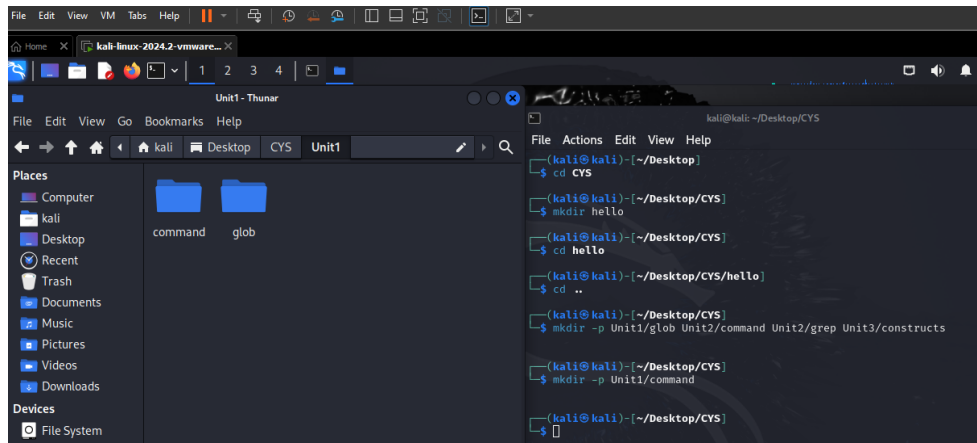 File Edit View VM Tabs Help
Home kali-linux-2024.2-vmware...
1 2 3 4
Unit1 - Thunar
File Edit View Go Bookmarks Help
kali Desktop CYS Unit1
Places
Computer
kali
Desktop
Recent
Trash
Documents
Music
Pictures
Videos
Downloads
Devices
File System
command glob
kali@kali: ~/Desktop/CYS
File Actions Edit View Help
(kali㉿kali)-[~/Desktop]
$ cd CYS
(kali㉿kali)-[~/Desktop/CYS]
$ mkdir hello
(kali㉿kali)-[~/Desktop/CYS]
$ cd hello
(kali㉿kali)-[~/Desktop/CYS/hello]
$ cd ..
(kali㉿kali)-[~/Desktop/CYS]
$ mkdir -p Unit1/glob Unit2/command Unit2/grep Unit3/constructs
(kali㉿kali)-[~/Desktop/CYS]
$ mkdir -p Unit1/command
(kali㉿kali)-[~/Desktop/CYS]
$